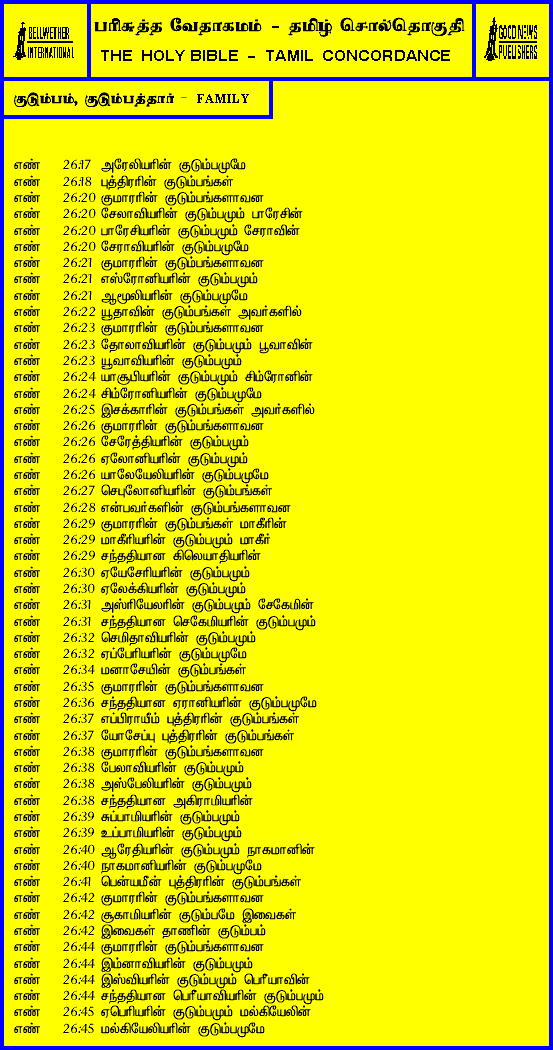 BELLWETHER
INTERNATIONAL
பரிசுத்த வேதாகமம் - தமிழ் சொல்தொகுதி
THE HOLY BIBLE - TAMIL CONCORDANCE
GOOD NEWS
PUBLISHERS
குடும்பம், குடும்பத்தார் - FAMILY
எண் 26:17 அரேலியரின் குடும்பமுமே
எண் 26:18 புத்திரரின் குடும்பங்கள்
எண் 26:20 குமாரரின் குடும்பங்களாவன
எண் 26:20 சேலாவியரின் குடும்பமும் பாரேசின்
எண் 26:20 பாரேசியரின் குடும்பமும் சேராவின்
எண் 26:20 சேராவியரின் குடும்பமுமே
எண் 26:21 குமாரரின் குடும்பங்களாவன
எண் 26:21 எஸ்ரோனியரின் குடும்பமும்
எண் 26:21 ஆமூலியரின் குடும்பமுமே
எண் 26:22 யூதாவின் குடும்பங்கள் அவர்களில்
எண் 26:23 குமாரரின் குடும்பங்களாவன
எண் 26:23 தோலாவியரின் குடும்பமும் பூவாவின்
எண் 26:23 பூவாவியரின் குடும்பமும்
எண் 26:24 யாசூபியரின் குடும்பமும் சிம்ரோனின்
எண் 26:24 சிம்ரோனியரின் குடும்பமுமே
எண் 26:25 இசக்காரின் குடும்பங்கள் அவர்களில்
எண் 26:26 குமாரரின் குடும்பங்களாவன
எண் 26:26 சேரேத்தியரின் குடும்பமும்
எண் 26:26 ஏலோனியரின் குடும்பமும்
எண் 26:26 யாலேயேலியரின் குடும்பமுமே
எண் 26:27 செபுலோனியரின் குடும்பங்கள்
எண் 26:28 என்பவர்களின் குடும்பங்களாவன
எண் 26:29 குமாரரின் குடும்பங்கள் மாகீரின்
எண் 26:29 மாகீரியரின் குடும்பமும் மாகீர்
எண் 26:29 சந்ததியான கிலெயாதியரின்
எண் 26:30 ஏயேசேரியரின் குடும்பமும்
எண் 26:30 ஏலேக்கியரின் குடும்பமும்
எண் 26:31 அஸ்ரியேலரின் குடும்பமும் சேகேமின்
எண் 26:31 சந்ததியான செகேமியரின் குடும்பமும்
எண் 26:32 செமிதாவியரின் குடும்பமும்
எண் 26:32 ஏப்பேரியரின் குடும்பமுமே
எண் 26:34 மனாசேயின் குடும்பங்கள்
எண் 26:35 குமாரரின் குடும்பங்களாவன
எண் 26:36 சந்ததியான ஏரானியரின் குடும்பமுமே
எண் 26:37 எப்பிராயீம் புத்திரரின் குடும்பங்கள்
எண் 26:37 யோசேப்பு புத்திரரின் குடும்பங்கள்
எண் 26:38 குமாரரின் குடும்பங்களாவன
எண் 26:38 பேலாவியரின் குடும்பமும்
எண் 26:38 அஸ்பேலியரின் குடும்பமும்
எண் 26:38 சந்ததியான அகிராமியரின்
எண் 26:39 சுப்பாமியரின் குடும்பமும்
எண் 26:39 உப்பாமியரின் குடும்பமும்
எண் 26:40 ஆரேதியரின் குடும்பமும் நாகமானின்
எண் 26:40 நாகமானியரின் குடும்பமுமே
எண் 26:41 பென்யமீன் புத்திரரின் குடும்பங்கள்
எண் 26:42 குமாரரின் குடும்பங்களாவன
எண் 26:42 சூகாமியரின் குடும்பமே இவைகள்
எண் 26:42 இவைகள் தாணின் குடும்பம்
எண் 26:44 குமாரரின் குடும்பங்களாவன
எண் 26:44 இம்னாவியரின் குடும்பமும்
எண் 26:44 இஸ்வியரின் குடும்பமும் பெரீயாவின்
எண் 26:44 சந்ததியான பெரீயாவியரின் குடும்பமும்
எண் 26:45 ஏபெரியரின் குடும்பமும் மல்கியேலின்
எண் 26:45 மல்கியேலியரின் குடும்பமுமே